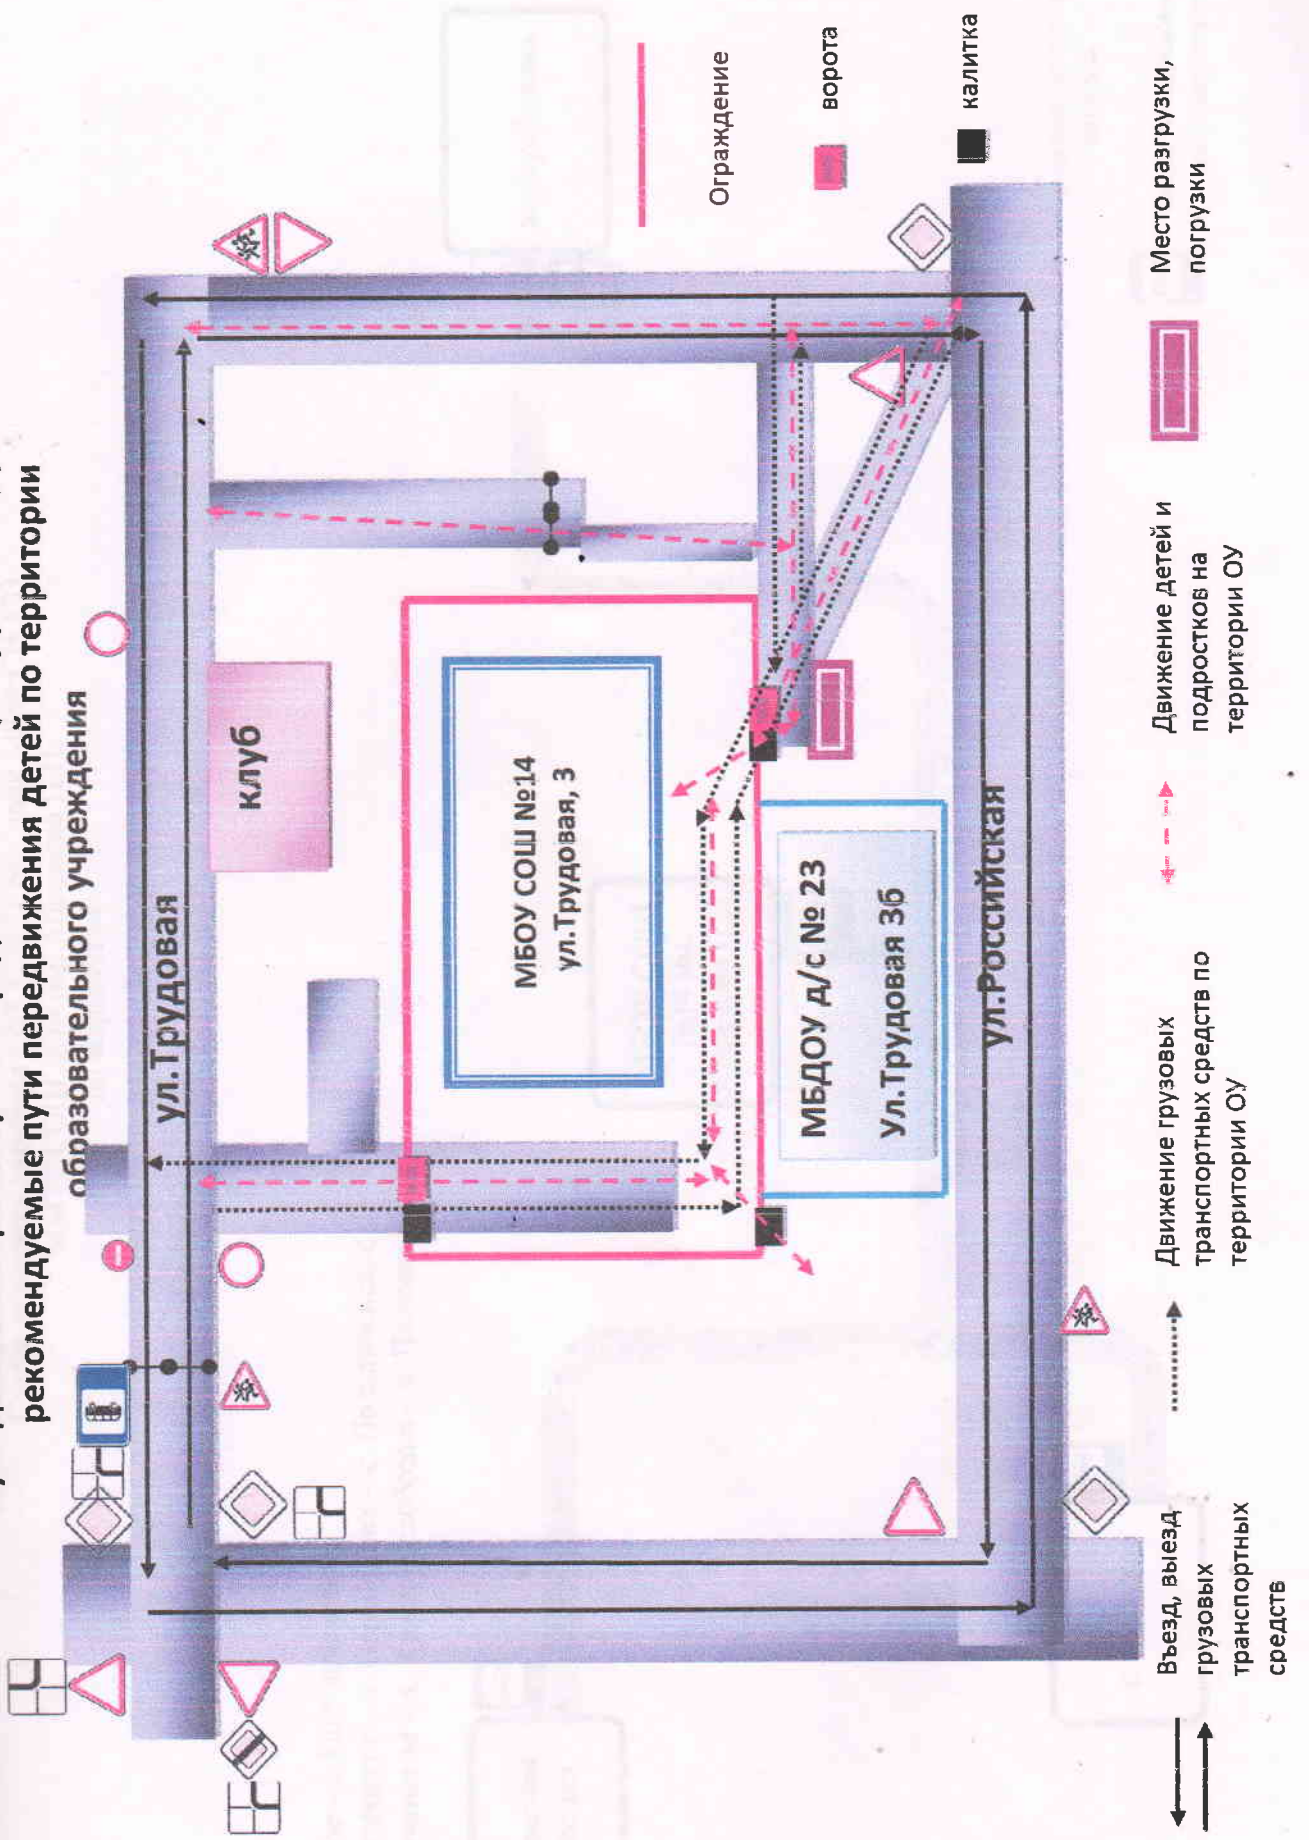 рекомендуемые пути передвижения детей по территории
образовательного учреждения
ул.Трудовая
клуб
МБОУ СОШ №14
ул.Трудовая, 3
МБДОУ д/с № 23
Ул.Трудовая 3б
ул.Российская
Ограждение
ворота
калитка
Въезд, выезд
грузовых
транспортных
средств
Движение грузовых
транспортных средств по
территории ОУ
Движение детей и
подростков на
территории ОУ
Место разгрузки,
погрузки